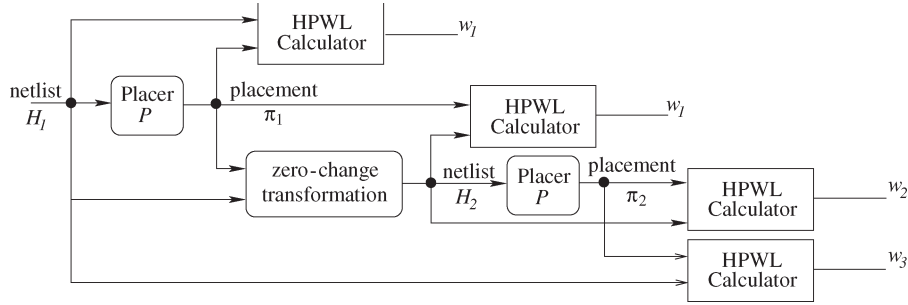 HPWL
Calculator
w1
netlist
H1
Placer
P
placement
π1
HPWL
Calculator
w1
zero-change
transformation
netlist
H2
Placer
P
placement
π2
HPWL
Calculator
w2
HPWL
Calculator
w3